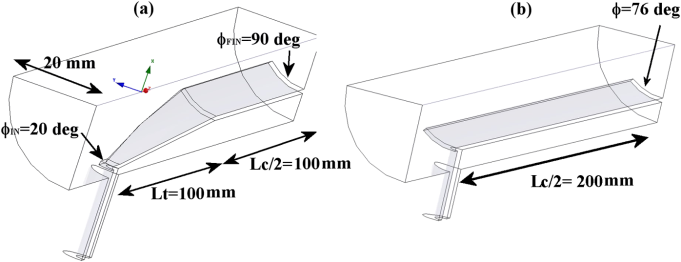 (a)
(b)
ϕFIN=90 deg
ϕ=76 deg
20 mm
ϕIN=20 deg
Lc/2=100mm
Lt=100mm
Lc/2= 200mm